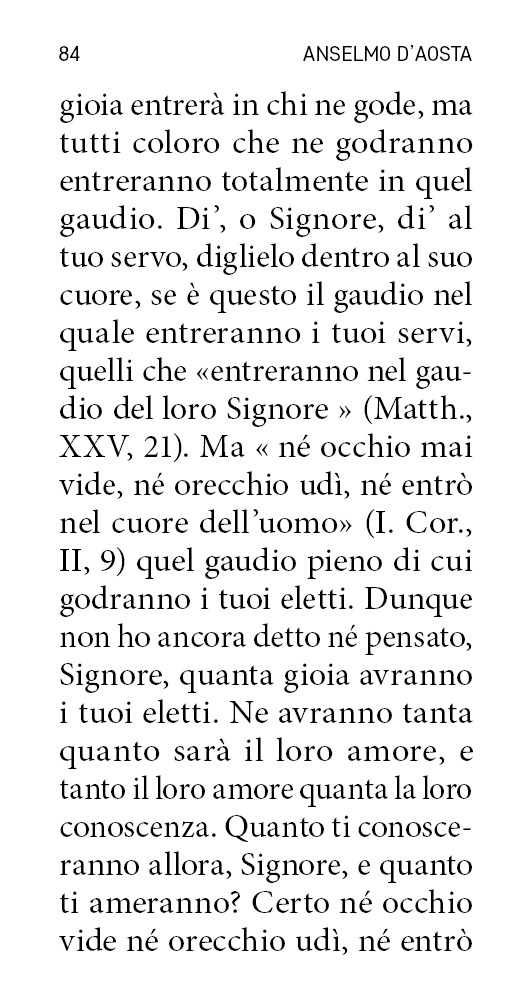 84 ANSELMO D'AOSTA
gioia entrerà in chi ne gode, ma
tutti coloro che ne godranno
entreranno totalmente in quel
gaudio. Di’, o Signore, di’ al
tuo servo, diglielo dentro al suo
cuore, se è questo il gaudio nel
quale entreranno i tuoi servi,
quelli che «entreranno nel gau-
dio del loro Signore » (Matth.,
XXV, 21). Ma « né occhio mai
vide, né orecchio udì, né entrò
nel cuore dell’uomo» (I. Cor.,
II, 9) quel gaudio pieno di cui
godranno i tuoi eletti. Dunque
non ho ancora detto né pensato,
Signore, quanta gioia avranno
i tuoi eletti. Ne avranno tanta
quanto sarà il loro amore, e
tanto il loro amore quanta la loro
conoscenza. Quanto ti conosce-
ranno allora, Signore, e quanto
ti ameranno? Certo né occhio
vide né orecchio udì, né entrò